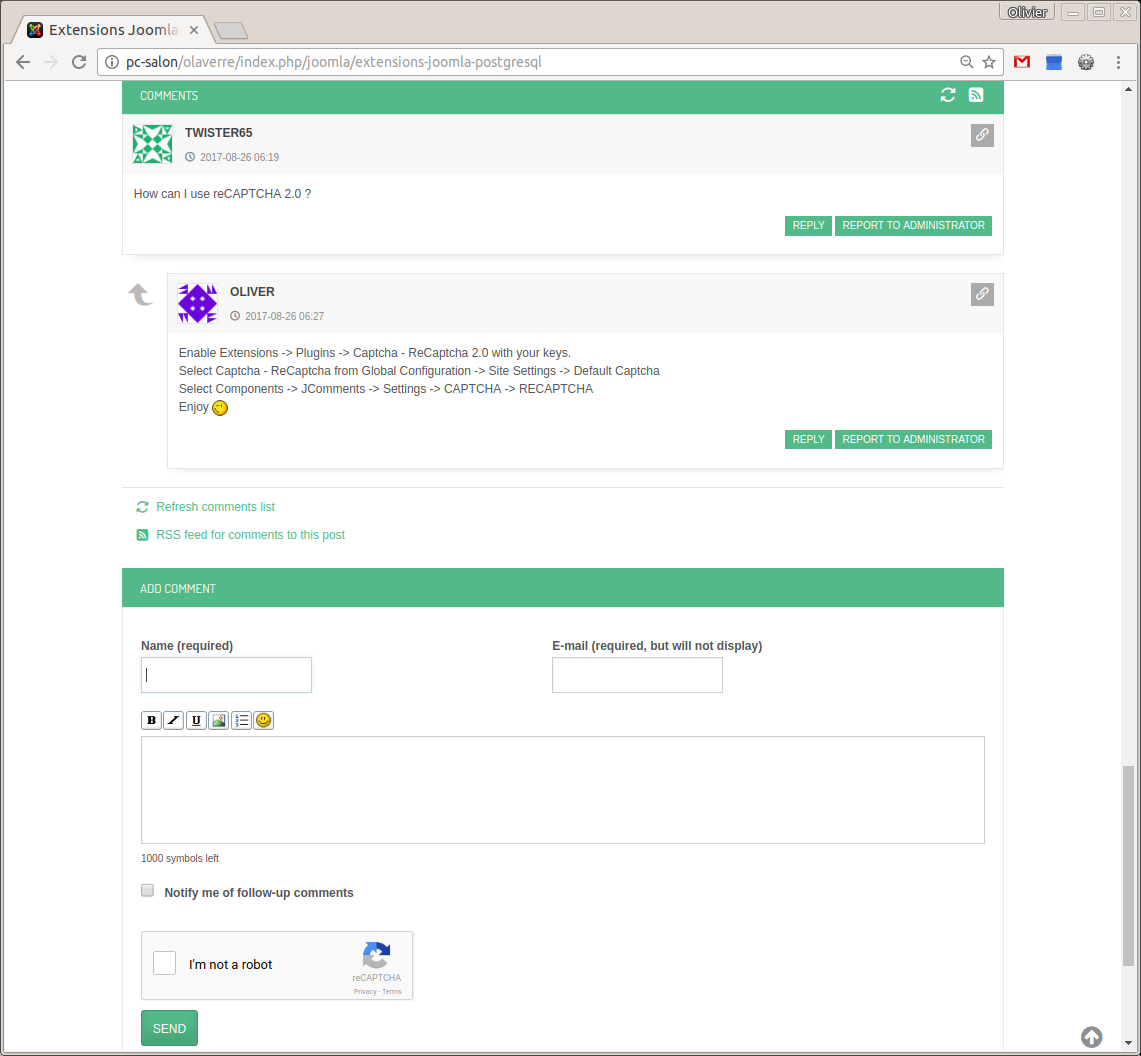 Olivier
Extensions Joomla
pc-salon/olaverre/index.php/joomla/extensions-joomla-postgresql
COMMENTS
TWISTER65
2017-08-26 06:19
How can I use reCAPTCHA 2.0 ?
REPLY REPORT TO ADMINISTRATOR
OLIVER
2017-08-26 06:27
Enable Extensions -> Plugins -> Captcha - ReCaptcha 2.0 with your keys.
Select Captcha - ReCaptcha from Global Configuration -> Site Settings -> Default Captcha
Select Components -> JComments -> Settings -> CAPTCHA -> RECAPTCHA
Enjoy
REPLY REPORT TO ADMINISTRATOR
Refresh comments list
RSS feed for comments to this post
ADD COMMENT
Name (required) E-mail (required, but will not display)
B I U
1000 symbols left
Notify me of follow-up comments
I'm not a robot
reCAPTCHA
Privacy - Terms
SEND